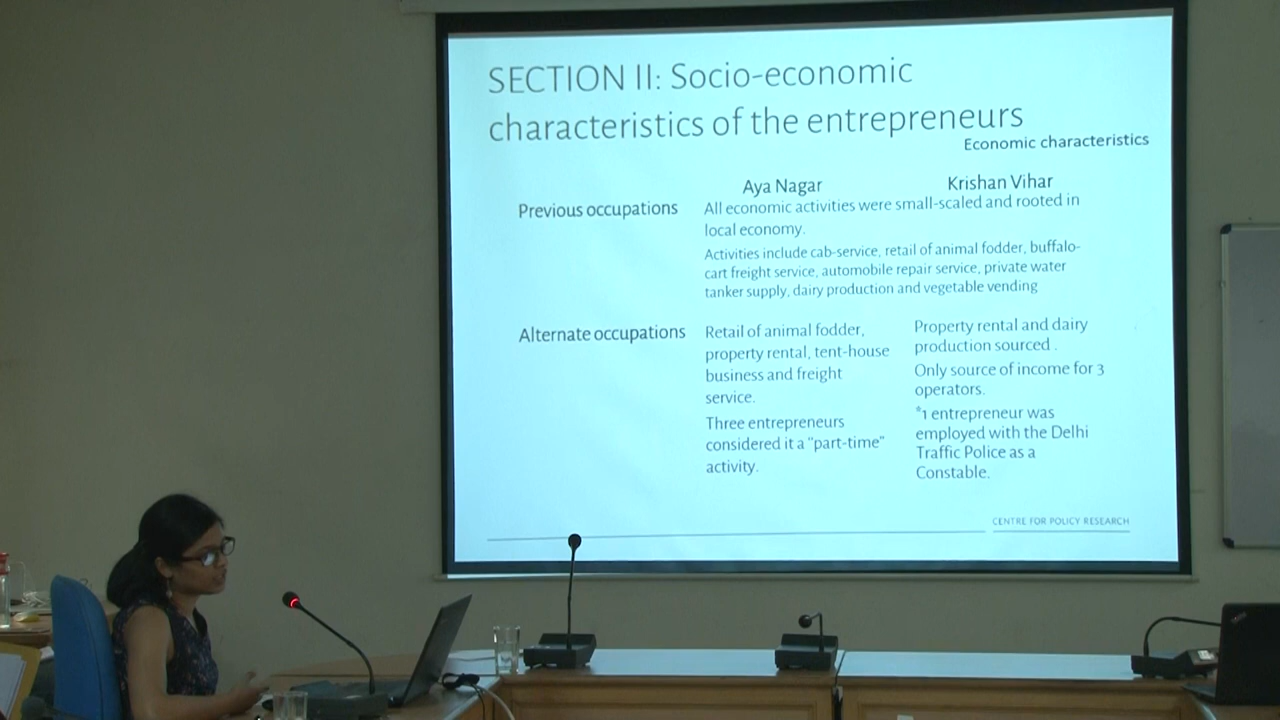 SECTION II: Socio-economic
characteristics of the entrepreneurs
Economic characteristics
Aya Nagar
Krishan Vihar
Previous occupations
All economic activities were small-scaled and rooted in
local economy.
Activities include cab-service, retail of animal fodder, buffalo-
cart freight service, automobile repair service, private water
tanker supply, dairy production and vegetable vending
Alternate occupations
Retail of animal fodder,
property rental, tent-house
business and freight
service.
Three entrepreneurs
considered it a "part-time"
activity.
Property rental and dairy
production sourced .
Only source of income for 3
operators.
*1 entrepreneur was
employed with the Delhi
Traffic Police as a
Constable.
CENTRE FOR POLICY RESEARCH